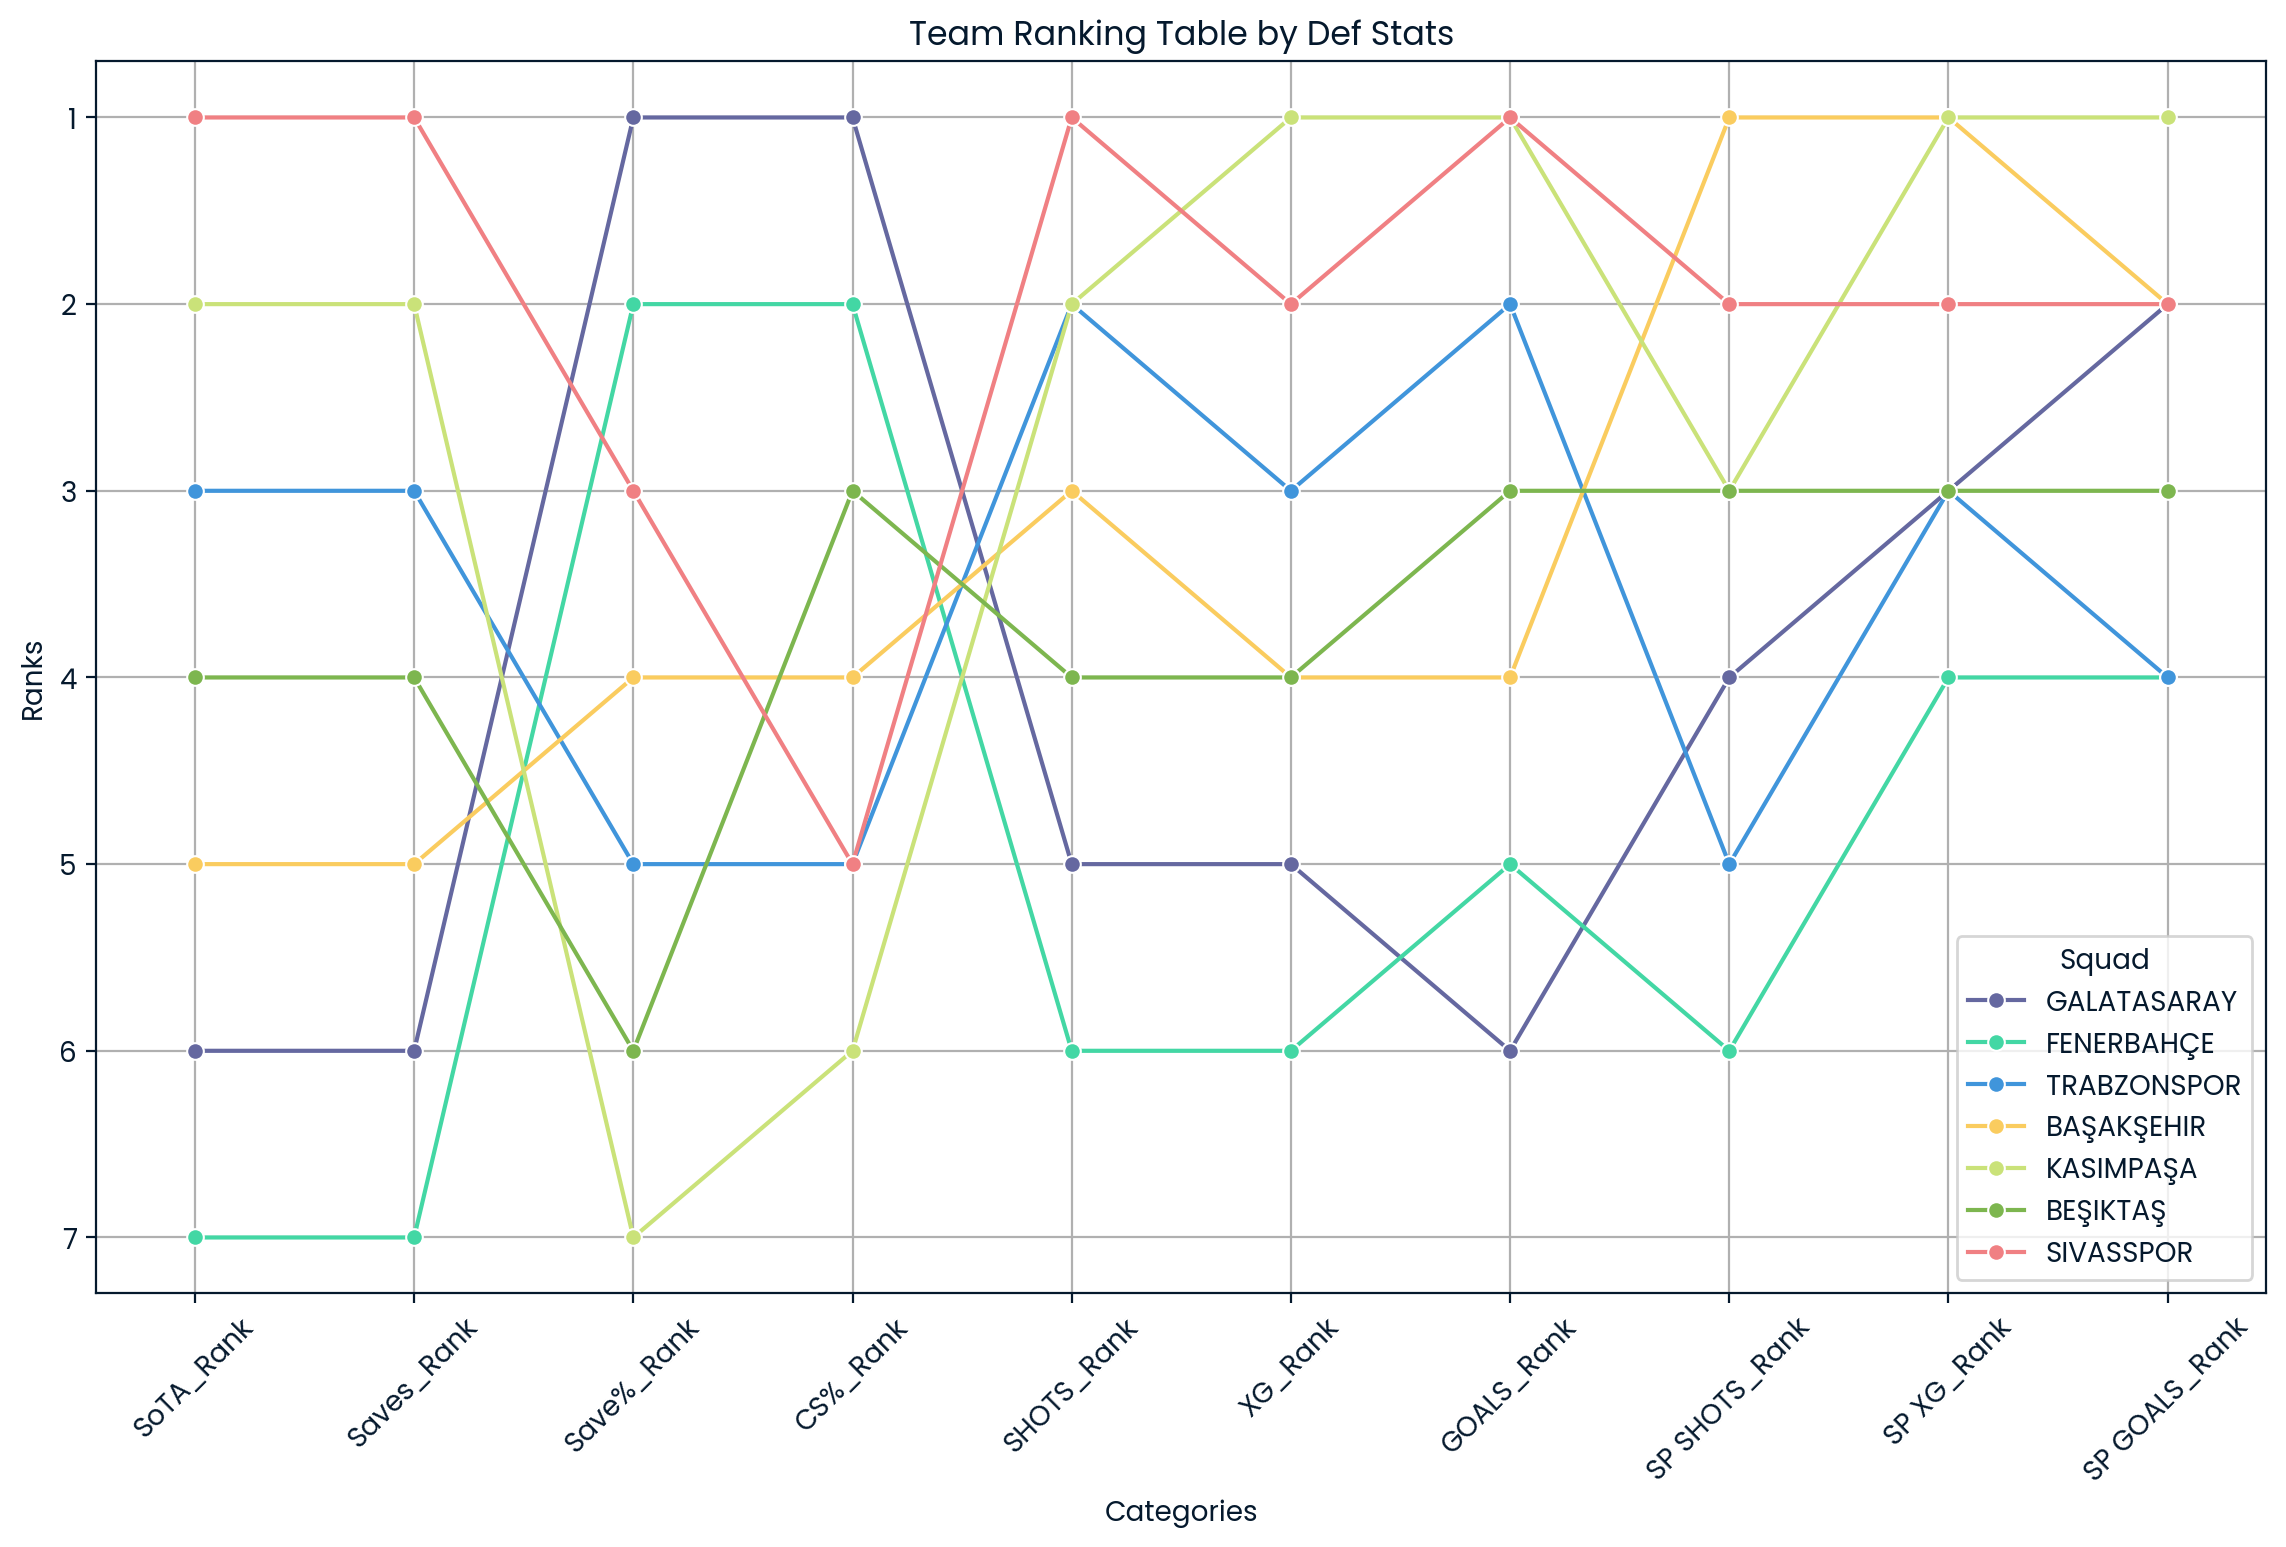 Team Ranking Table by Def Stats
Ranks
1
2
3
4
5
6
7
Squad
GALATASARAY
FENERBAHÇE
TRABZONSPOR
BAŞAKŞEHIR
KASIMPAŞA
BEŞIKTAŞ
SIVASSPOR
SoTA_Rank
Saves_Rank
Save%_Rank
CS%_Rank
SHOTS_Rank
XG_Rank
GOALS_Rank
SP SHOTS_Rank
SP XG_Rank
SP GOALS_Rank
Categories